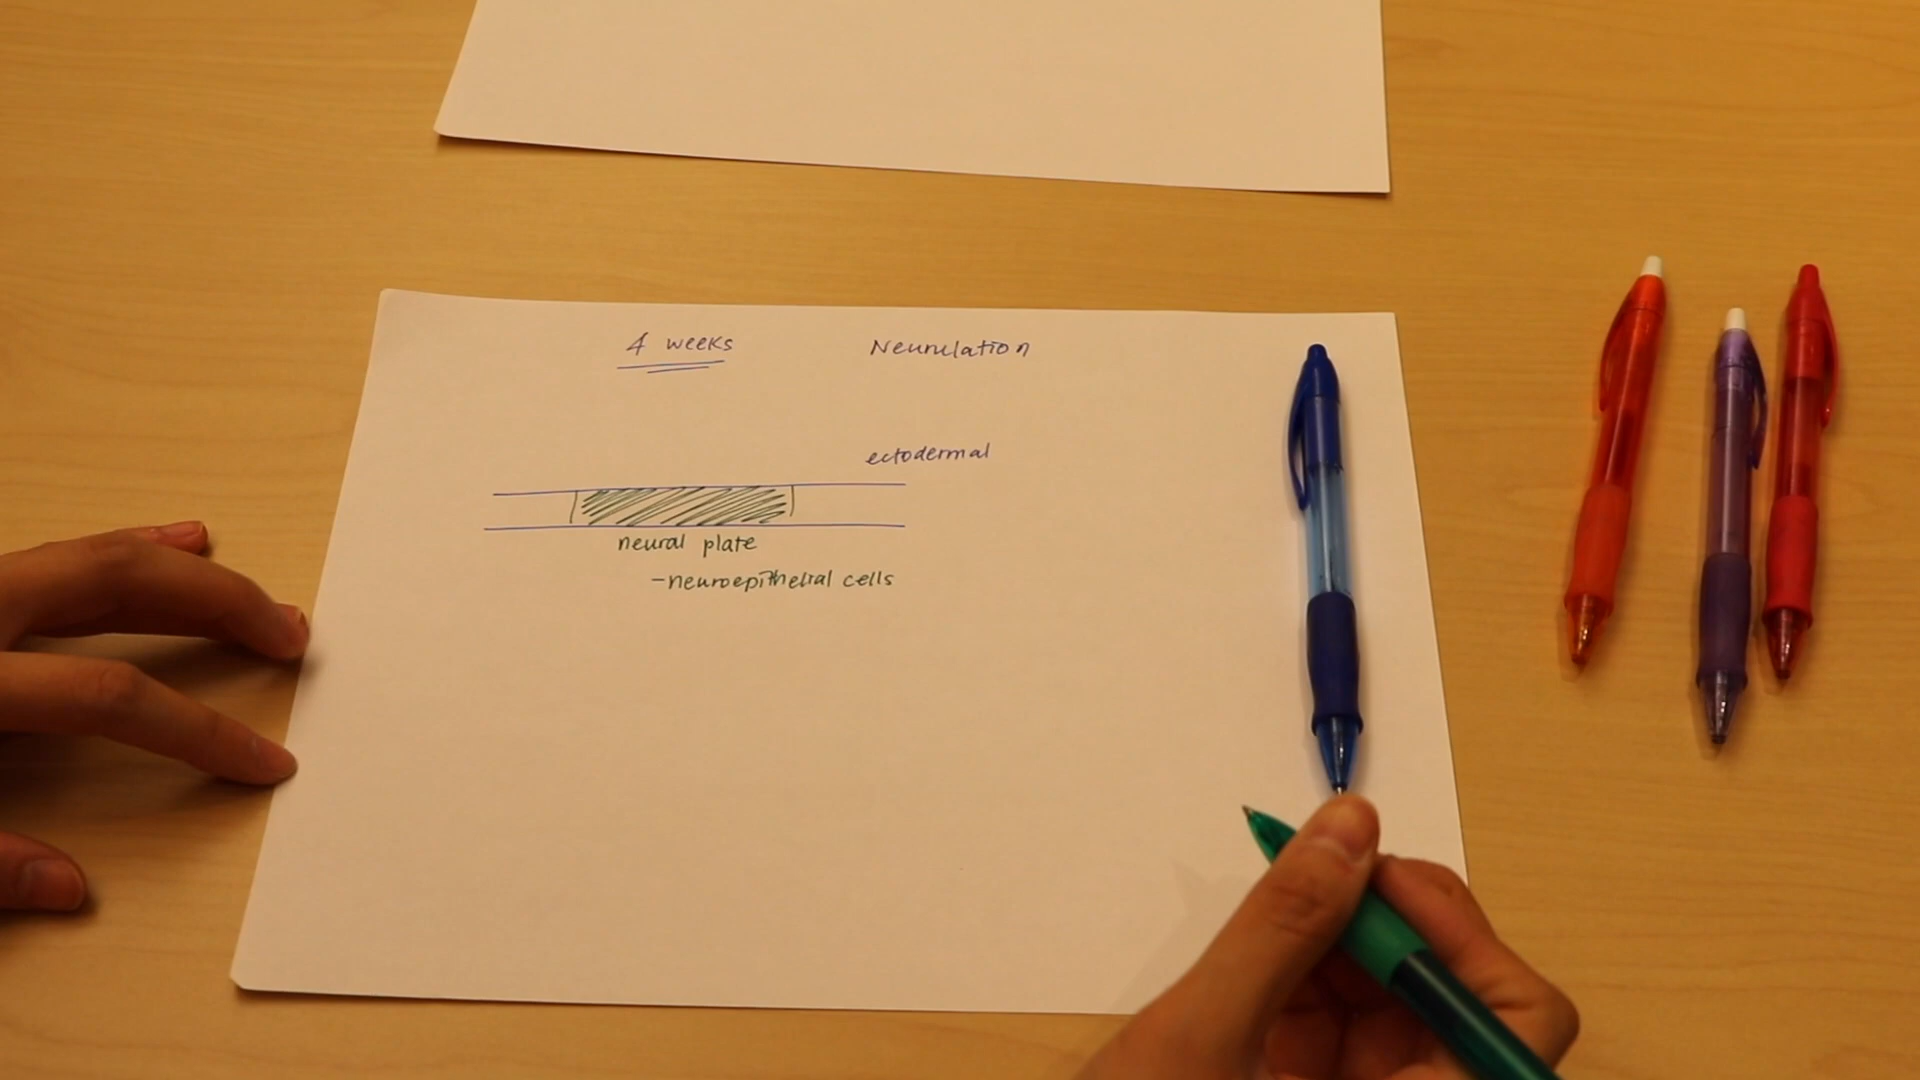 4 weeks
Neurulation
ectodermal
neural plate
-neuroepithelial cells